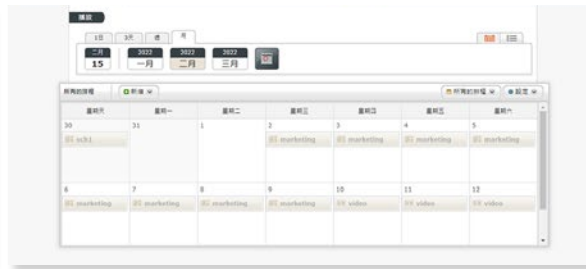 播放
1日 3天 週 月
二月 2022 2022 2022
15 一月 二月 三月
所有的排程 新增 所有的排程 設定
星期天 星期一 星期二 星期三 星期四 星期五 星期六
30 31 1 2 3 4 5
sch1 marketing marketing marketing marketing
6 7 8 9 10 11 12
marketing marketing marketing marketing video video video